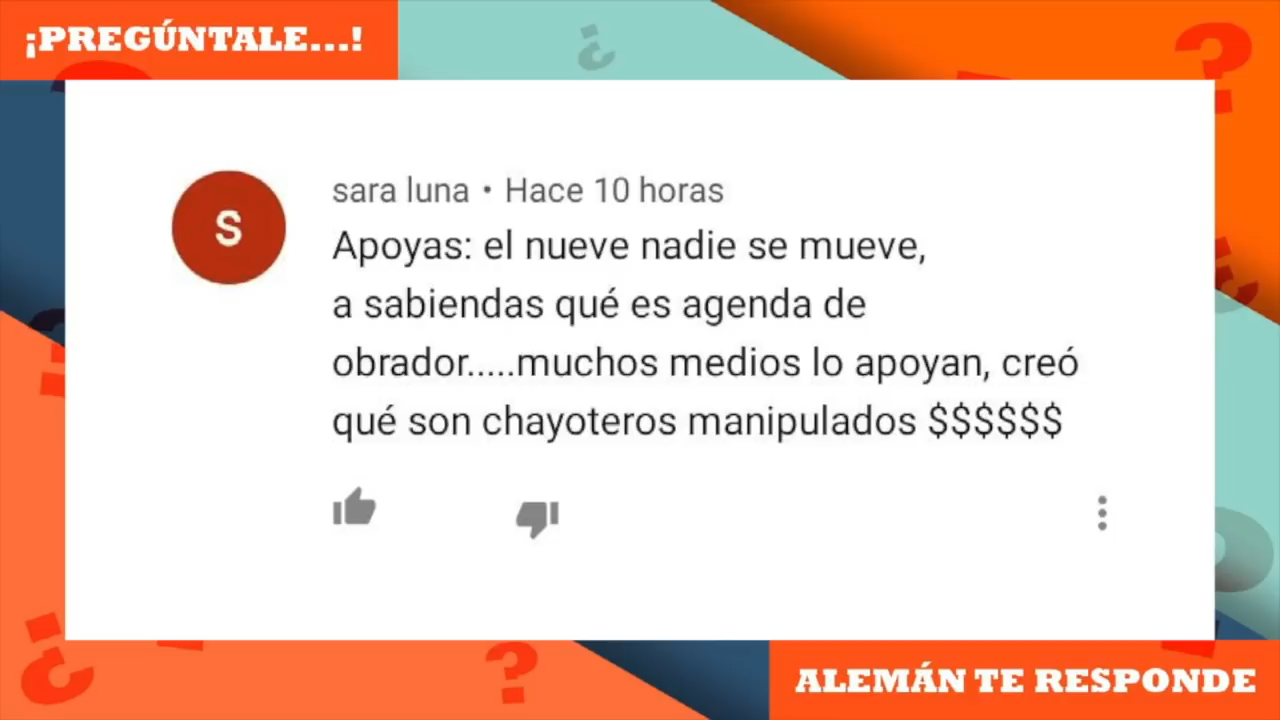 ¡PREGÚNTALE...!
S
sara luna • Hace 10 horas
Apoyas: el nueve nadie se mueve,
a sabiendas qué es agenda de
obrador.....muchos medios lo apoyan, creó
qué son chayoteros manipulados $$$$$$
ALEMÁN TE RESPONDE